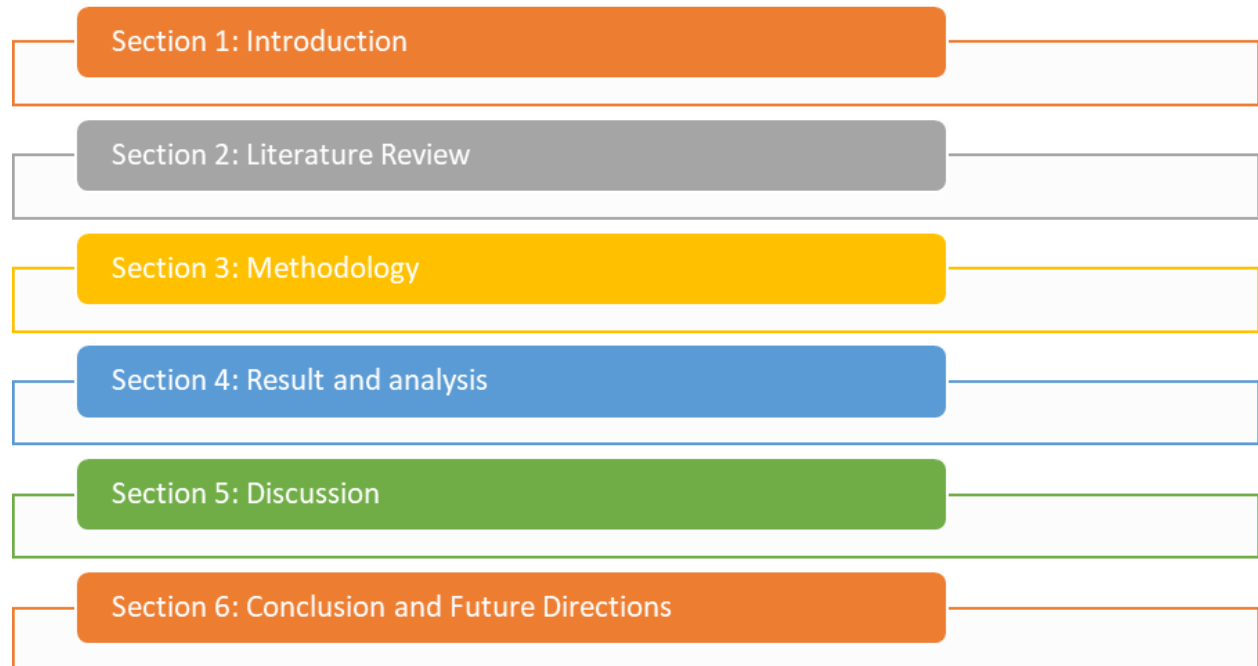 Section 1: Introduction
Section 2: Literature Review
Section 3: Methodology
Section 4: Result and analysis
Section 5: Discussion
Section 6: Conclusion and Future Directions